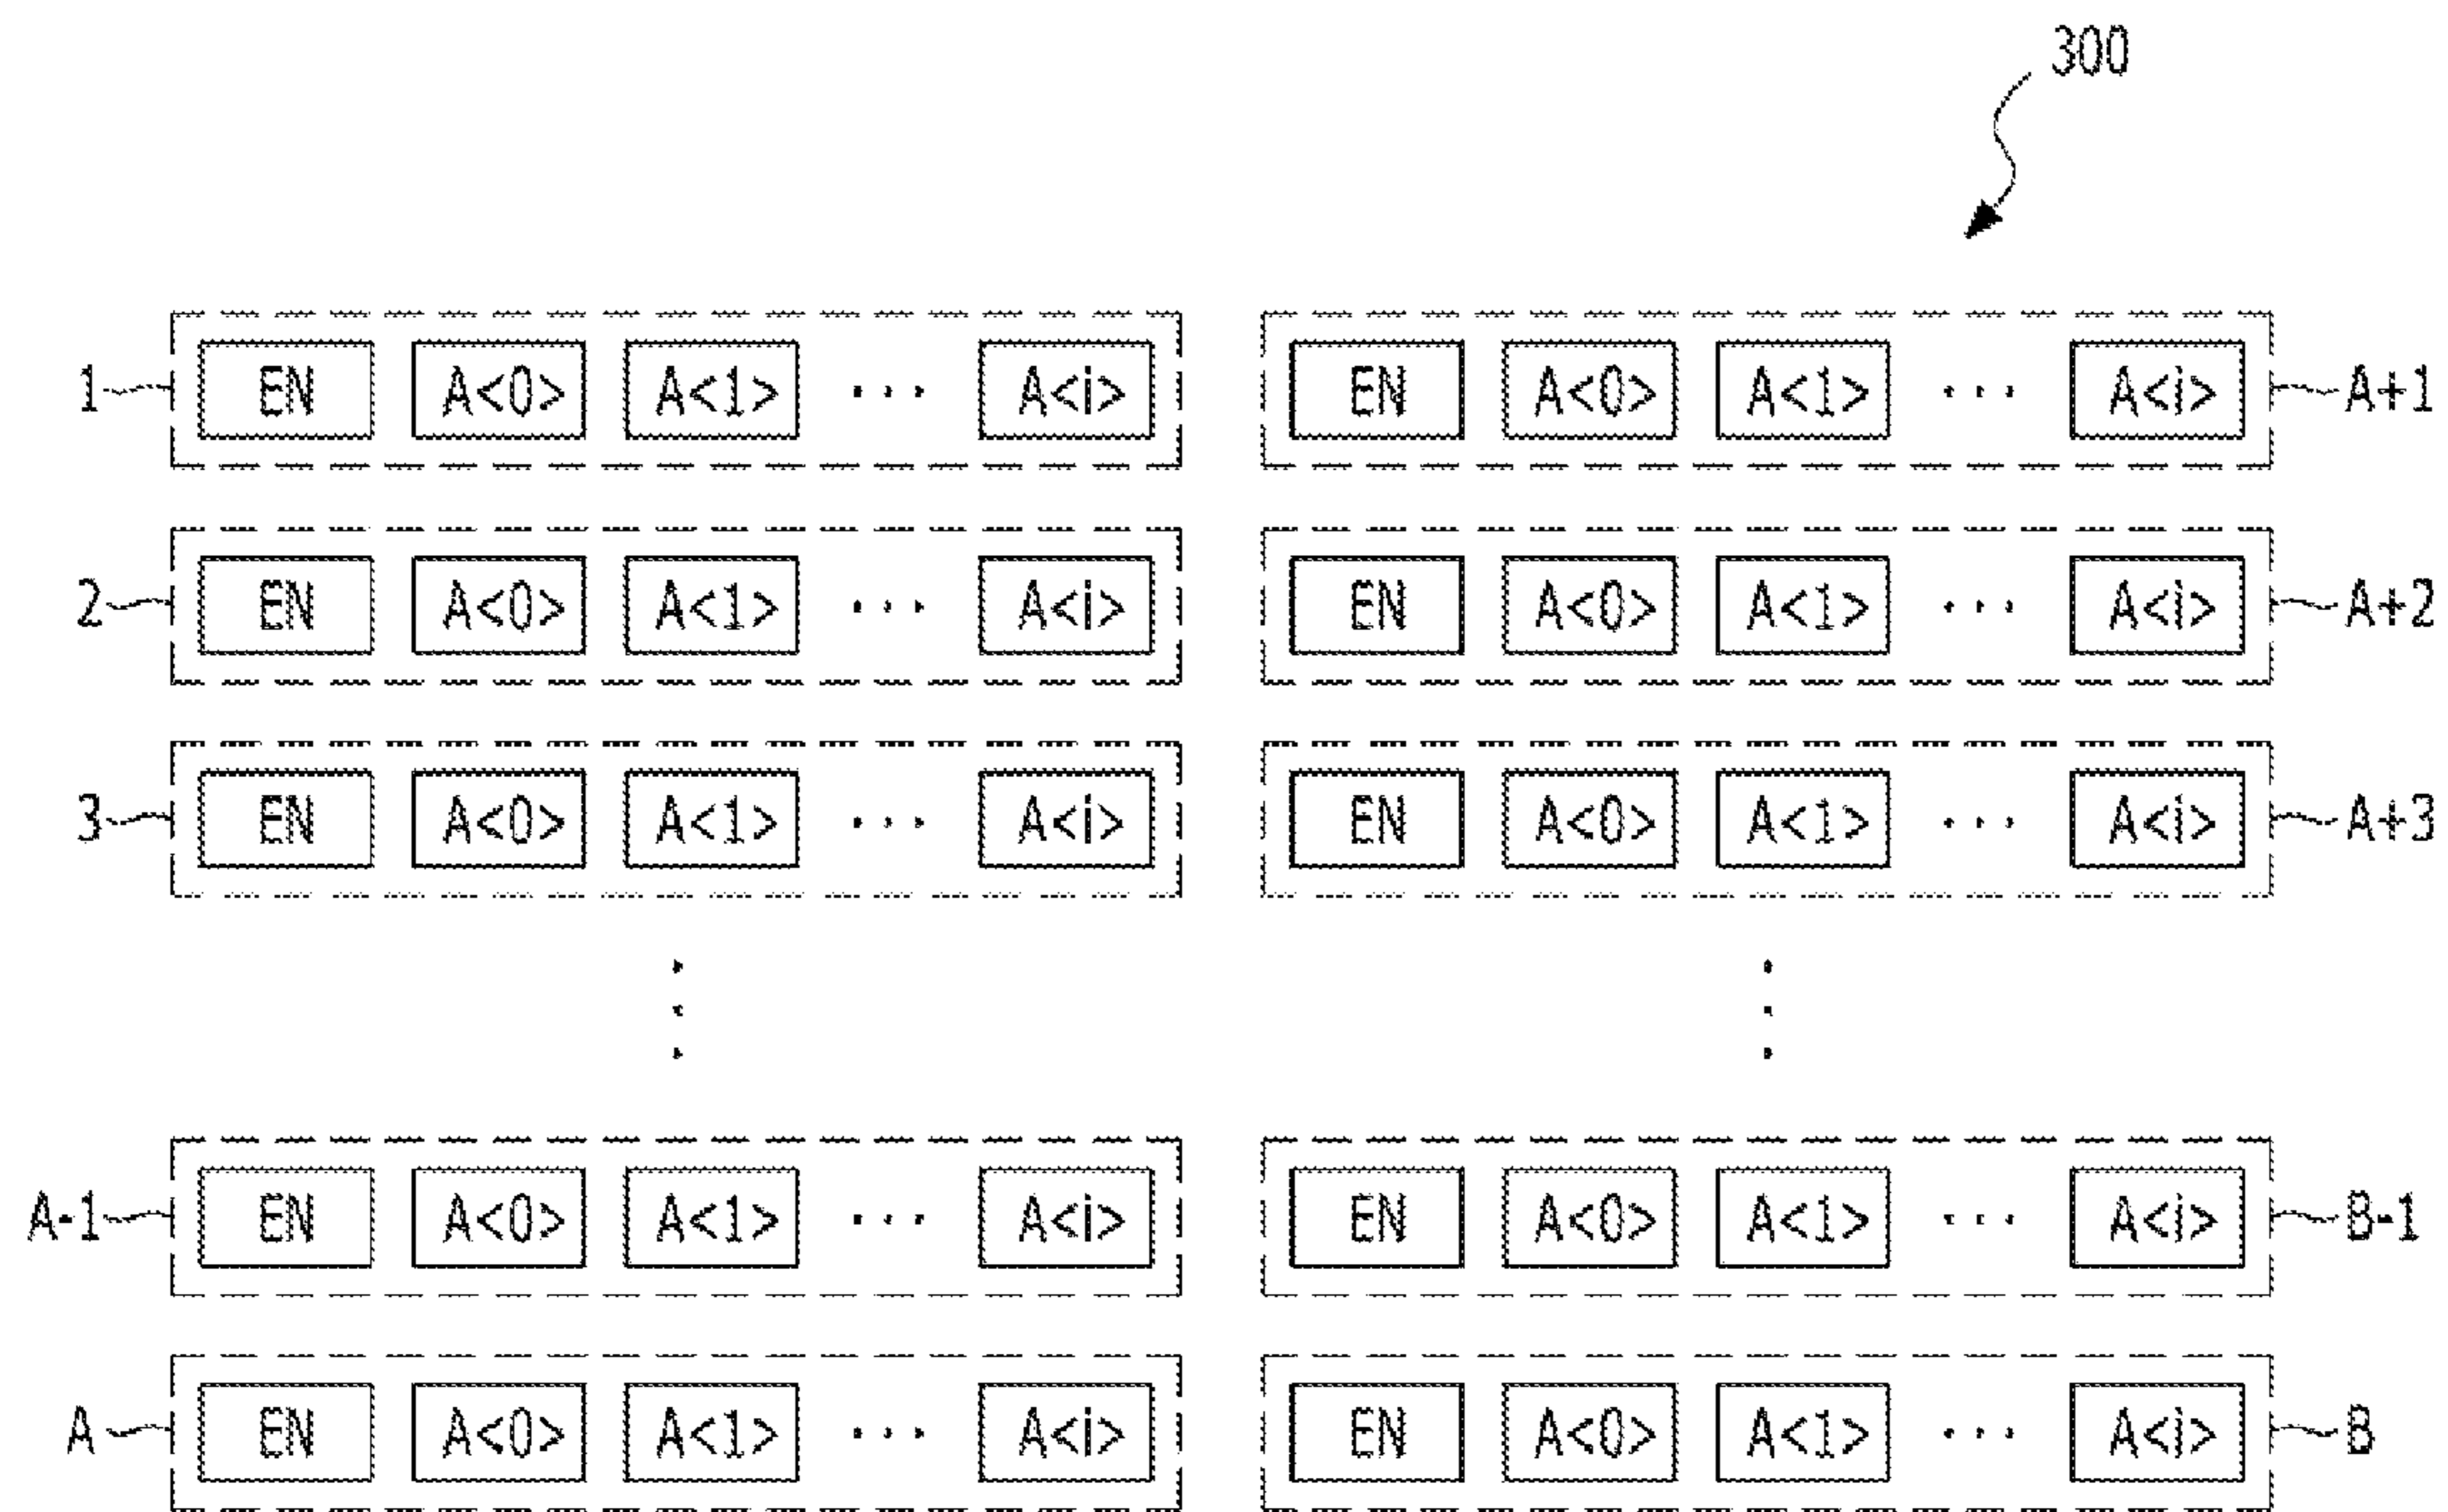 300
1 EN A<0> A<1> ... A<i> EN A<0> A<1> ... A<i> A+1
2 EN A<0> A<1> ... A<i> EN A<0> A<1> ... A<i> A+2
3 EN A<0> A<1> ... A<i> EN A<0> A<1> ... A<i> A+3
A-1 EN A<0> A<1> ... A<i> EN A<0> A<1> ... A<i> B-1
A EN A<0> A<1> ... A<i> EN A<0> A<1> ... A<i> B